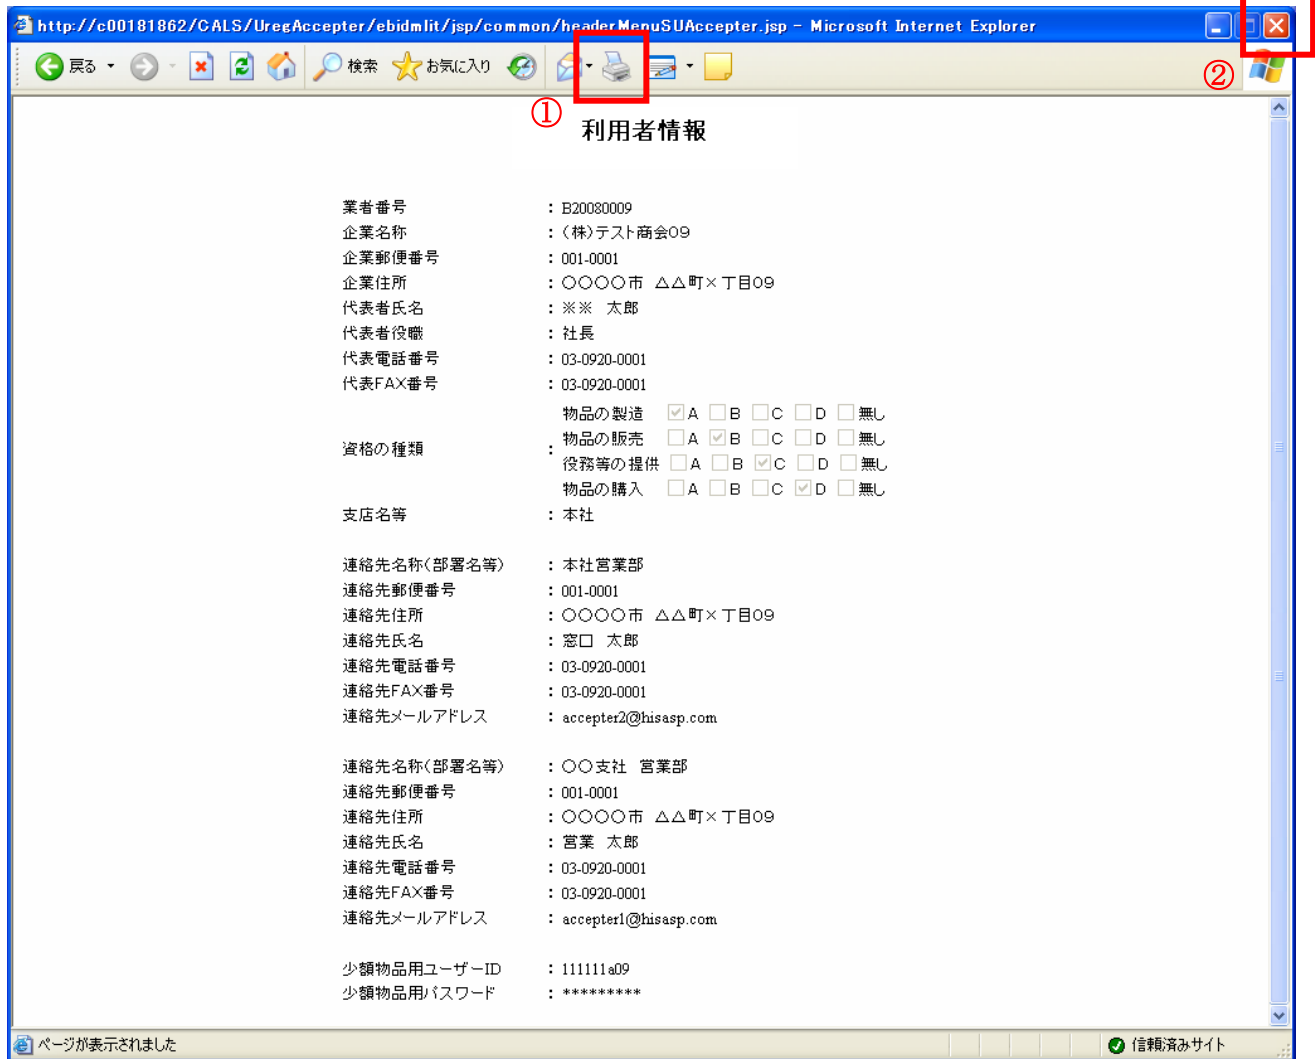 http://c00181862/CALS/UregAccepter/ebidmlit/jsp/common/headerMenuSUAccepter.jsp - Microsoft Internet Explorer
戻る 検索 お気に入り
① ②
利用者情報
業者番号 : B20080009
企業名称 : (株)テスト商会09
企業郵便番号 : 001-0001
企業住所 : 〇〇〇〇市 △△町×丁目09
代表者氏名 : ※※ 太郎
代表者役職 : 社長
代表電話番号 : 03-0920-0001
代表FAX番号 : 03-0920-0001
資格の種類 :
物品の製造 A B C D 無し
物品の販売 A B C D 無し
役務等の提供 A B C D 無し
物品の購入 A B C D 無し
支店名等 : 本社
連絡先名称(部署名等) : 本社営業部
連絡先郵便番号 : 001-0001
連絡先住所 : 〇〇〇〇市 △△町×丁目09
連絡先氏名 : 窓口 太郎
連絡先電話番号 : 03-0920-0001
連絡先FAX番号 : 03-0920-0001
連絡先メールアドレス : accepter2@hisasp.com
連絡先名称(部署名等) : 〇〇支社 営業部
連絡先郵便番号 : 001-0001
連絡先住所 : 〇〇〇〇市 △△町×丁目09
連絡先氏名 : 営業 太郎
連絡先電話番号 : 03-0920-0001
連絡先FAX番号 : 03-0920-0001
連絡先メールアドレス : accepter1@hisasp.com
少額物品用ユーザーID : 111111a09
少額物品用パスワード : *********
ページが表示されました 信頼済みサイト